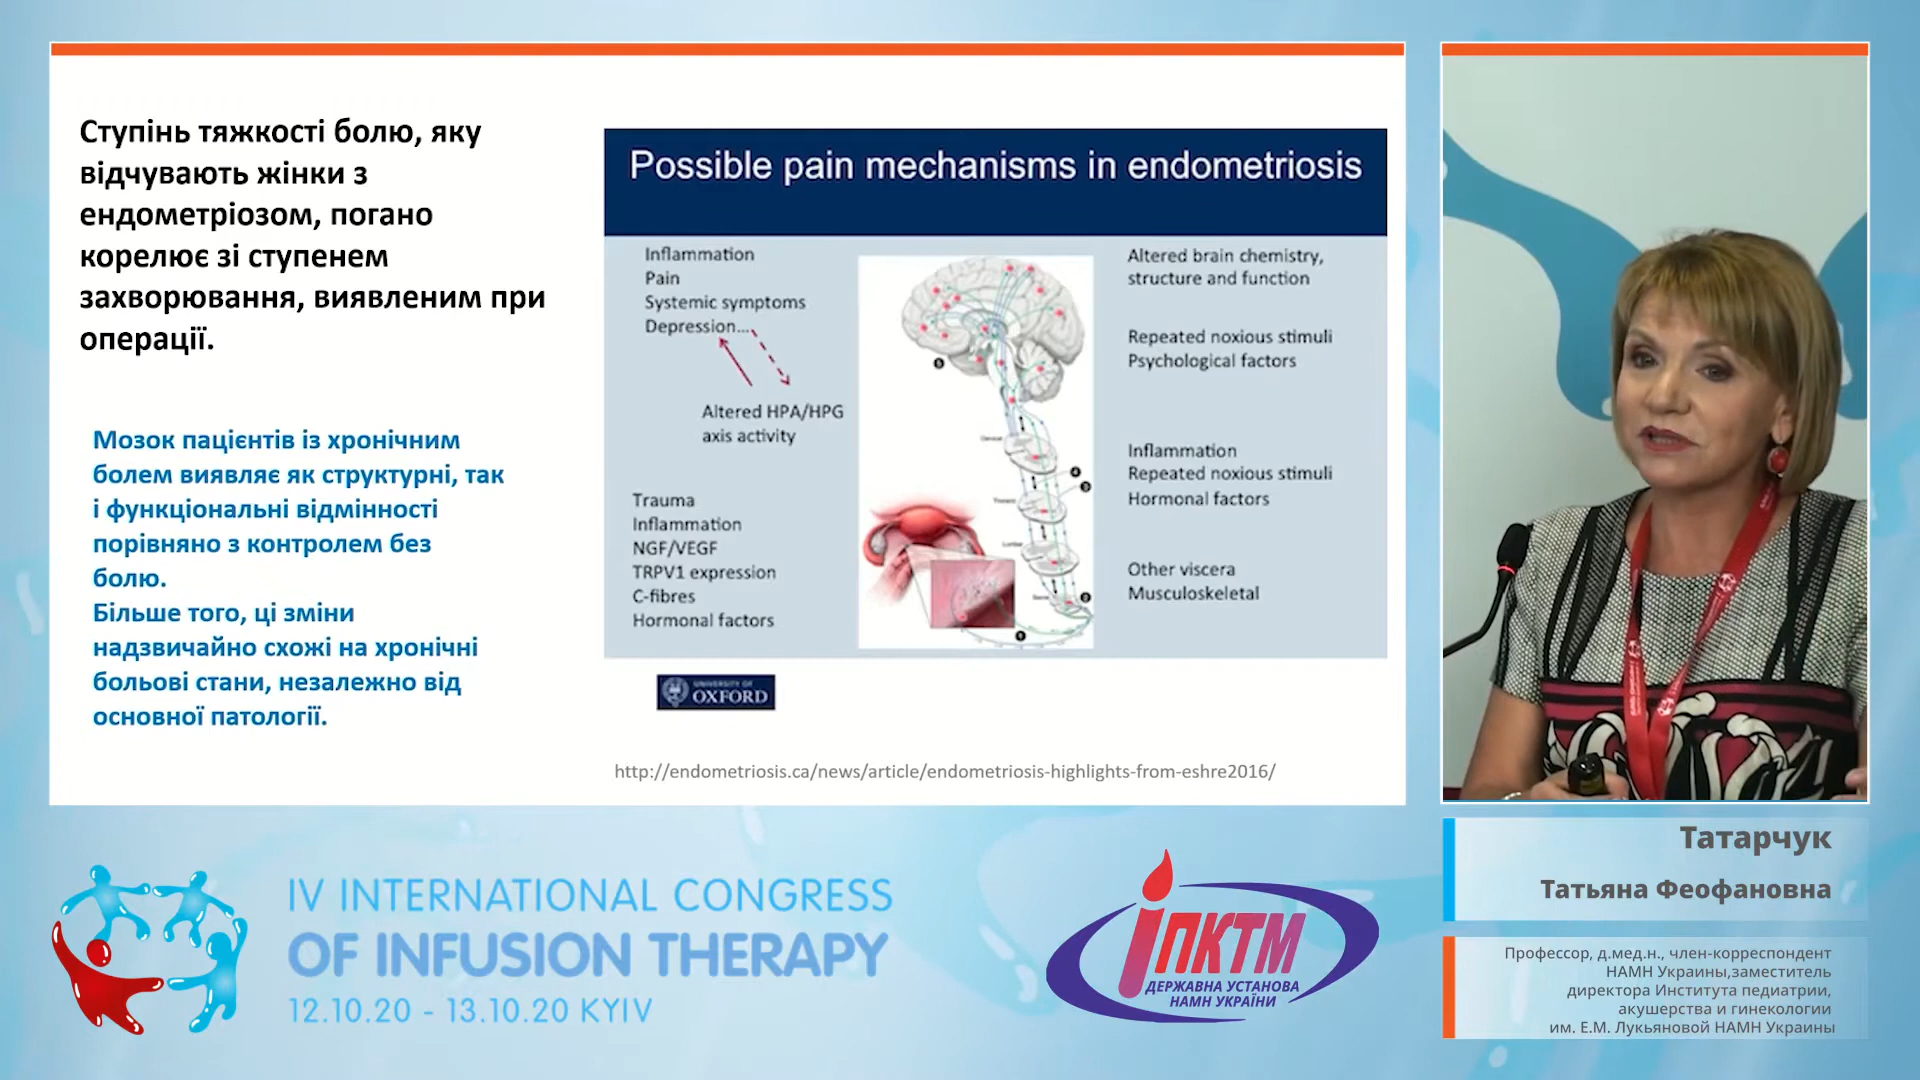 Ступінь тяжкості болю, яку
відчувають жінки з
ендометріозом, погано
корелює зі ступенем
захворювання, виявленим при
операції.
Мозок пацієнтів із хронічним
болем виявляє як структурні, так
і функціональні відмінності
порівняно з контролем без
болю.
Більше того, ці зміни
надзвичайно схожі на хронічні
больові стани, незалежно від
основної патології.
Possible pain mechanisms in endometriosis
Inflammation
Pain
Systemic symptoms
Depression...
Altered HPA/HPG
axis activity
Trauma
Inflammation
NGF/VEGF
TRPV1 expression
C-fibres
Hormonal factors
5
4
3
2
1
Altered brain chemistry,
structure and function
Repeated noxious stimuli
Psychological factors
Inflammation
Repeated noxious stimuli
Hormonal factors
Other viscera
Musculoskeletal
UNIVERSITY OF
OXFORD
http://endometriosis.ca/news/article/endometriosis-highlights-from-eshre2016/
IV INTERNATIONAL CONGRESS
OF INFUSION THERAPY
12.10.20 - 13.10.20 KYIV
ІПКТМ
ДЕРЖАВНА УСТАНОВА
НАМН УКРАЇНИ
Татарчук
Татьяна Феофановна
Профессор, д.мед.н., член-корреспондент
НАМН Украины,заместитель
директора Института педиатрии,
акушерства и гинекологии
им. Е.М. Лукьяновой НАМН Украины